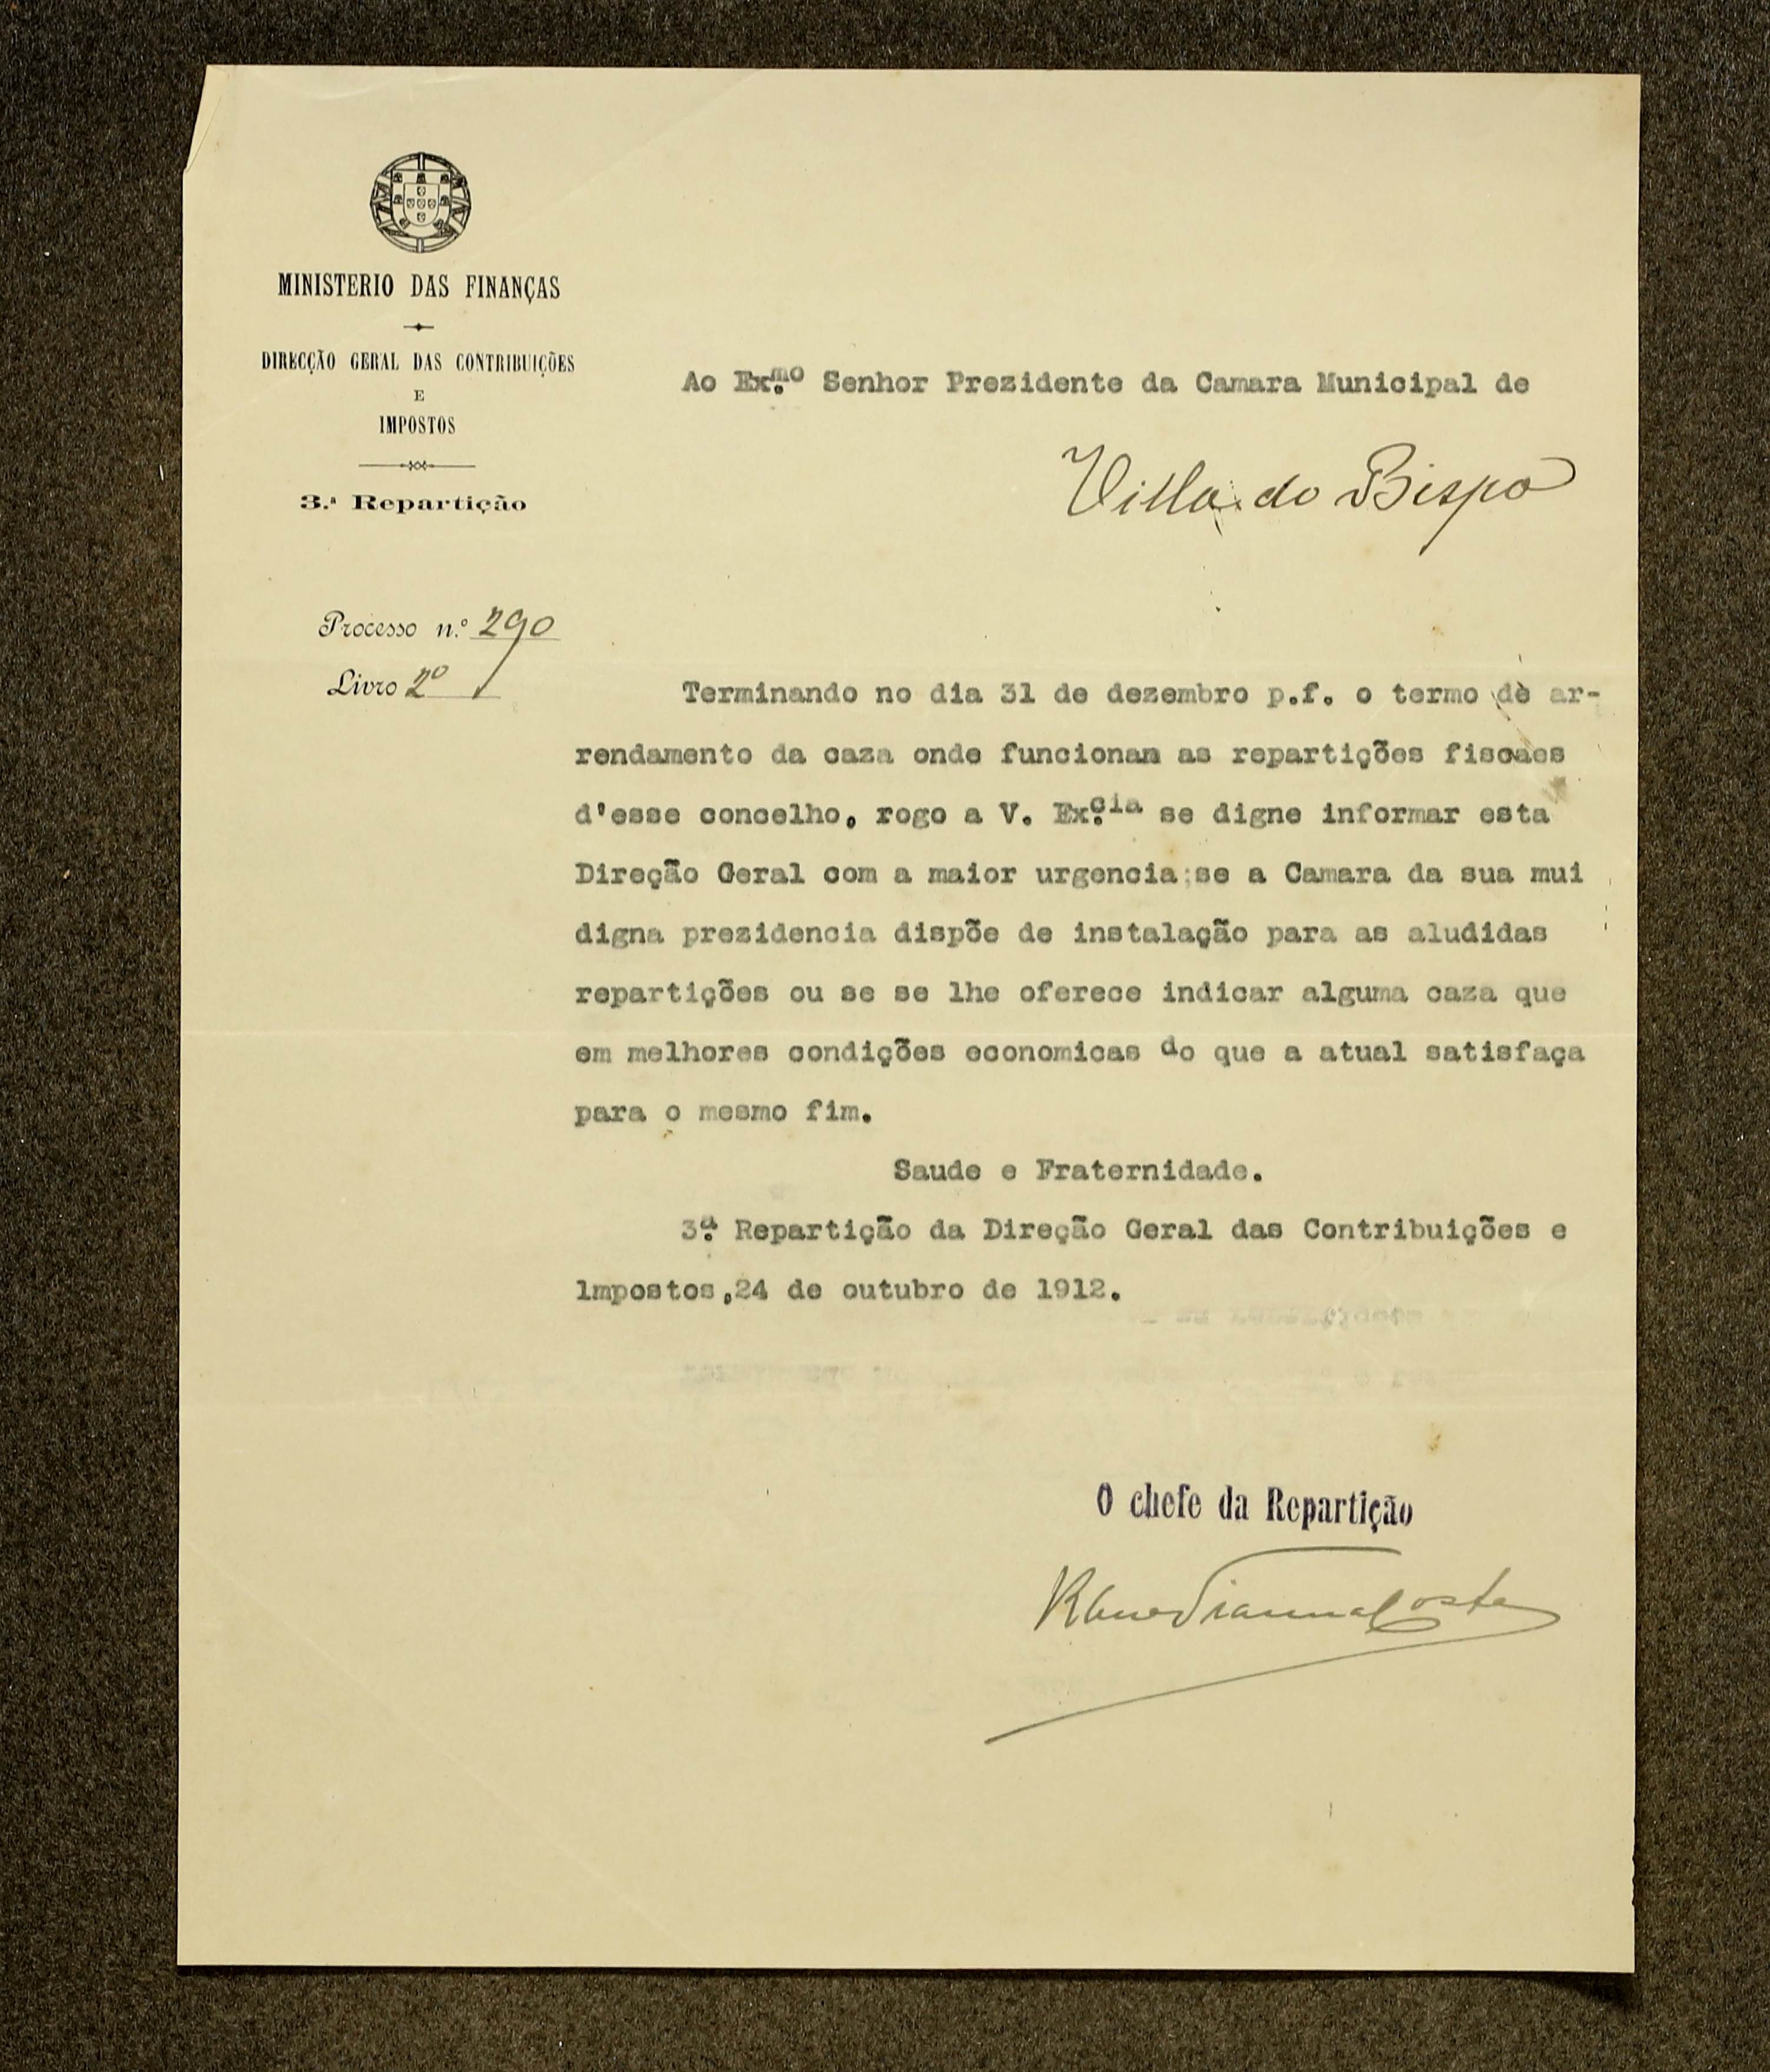 MINISTERIO DAS FINANÇAS
DIRECÇÃO GERAL DAS CONTRIBUIÇÕES
E
IMPOSTOS
3.ª Repartição
Processo n.º 290
Livro 2º
Ao Ex.mo Senhor Prezidente da Camara Municipal de
Villa do Bispo
Terminando no dia 31 de dezembro p.f. o termo de ar-
rendamento da caza onde funcionam as repartições fiscaes
d'esse concelho, rogo a V. Ex.cia se digne informar esta
Direção Geral com a maior urgencia;se a Camara da sua mui
digna prezidencia dispõe de instalação para as aludidas
repartições ou se se lhe oferece indicar alguma caza que
em melhores condições economicas do que a atual satisfaça
para o mesmo fim.
Saude e Fraternidade.
3.ª Repartição da Direção Geral das Contribuições e
lmpostos,24 de outubro de 1912.
O chefe da Repartição
Costa